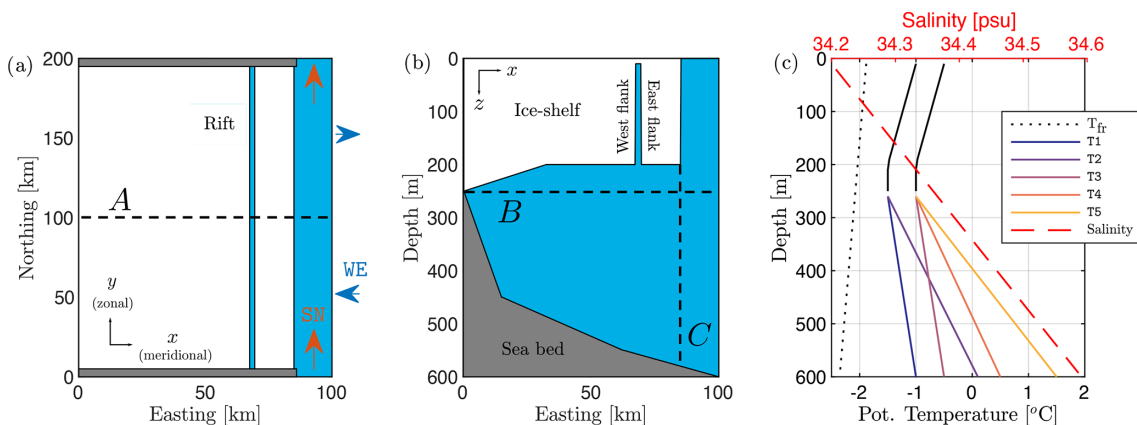 (a)
200
150
100
50
0
Northing [km]
A
Rift
y
(zonal)
x
(meridional)
WE
SN
0
50
100
Easting [km]
(b)
0
100
200
300
400
500
600
Depth [m]
x
z
Ice-shelf
West flank
East flank
B
C
Sea bed
0
50
100
Easting [km]
(c)
Salinity [psu]
34.2
34.3
34.4
34.5
34.6
0
100
200
300
400
500
600
Depth [m]
T_fr
T1
T2
T3
T4
T5
Salinity
-2
-1
0
1
2
Pot. Temperature [°C]